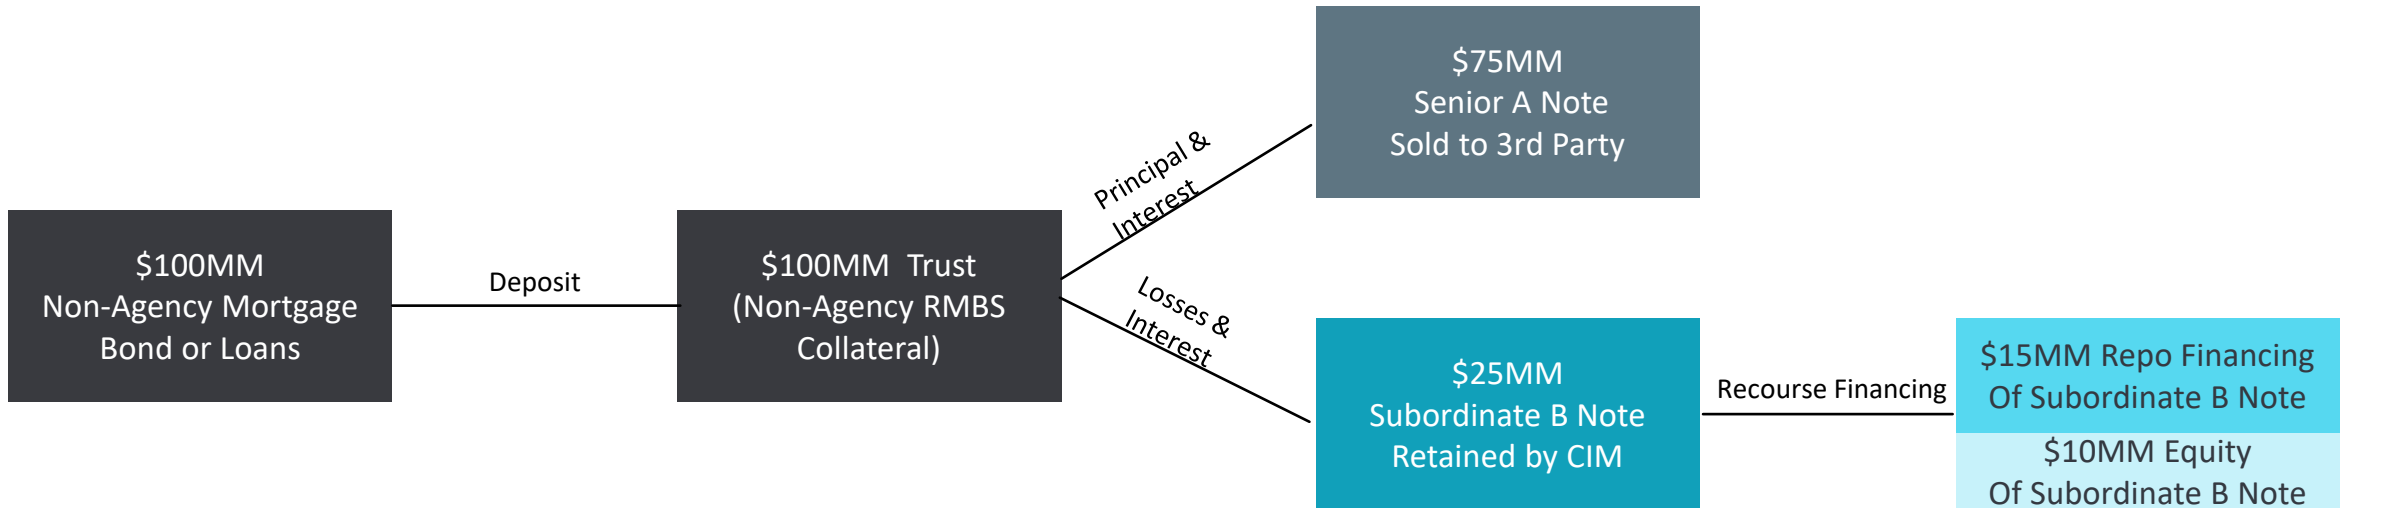 $100MM
Non-Agency Mortgage
Bond or Loans
Deposit
$100MM  Trust
(Non-Agency RMBS
Collateral)
Principal &
Interest
$75MM
Senior A Note
Sold to 3rd Party
Losses &
Interest
$25MM
Subordinate B Note
Retained by CIM
Recourse Financing
$15MM Repo Financing
Of Subordinate B Note
$10MM Equity
Of Subordinate B Note